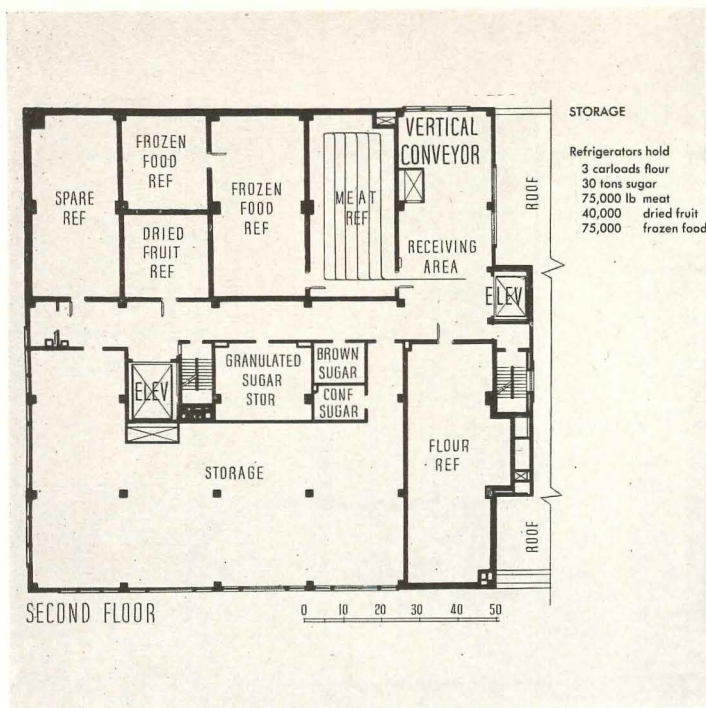 STORAGE
Refrigerators hold
3 carloads flour
30 tons sugar
75,000 lb meat
40,000 dried fruit
75,000 frozen food
VERTICAL
CONVEYOR
FROZEN
FOOD
REF
SPARE
REF
FROZEN
FOOD
REF
MEAT
REF
ROOF
DRIED
FRUIT
REF
RECEIVING
AREA
ELEV
GRANULATED
SUGAR
STOR
BROWN
SUGAR
CONF
SUGAR
ELEV
FLOUR
REF
STORAGE
ROOF
SECOND FLOOR
0 10 20 30 40 50